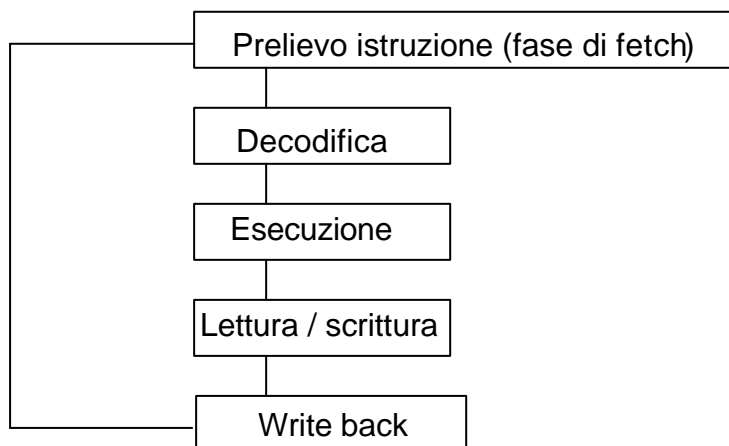 Prelievo istruzione (fase di fetch)
Decodifica
Esecuzione
Lettura / scrittura
Write back